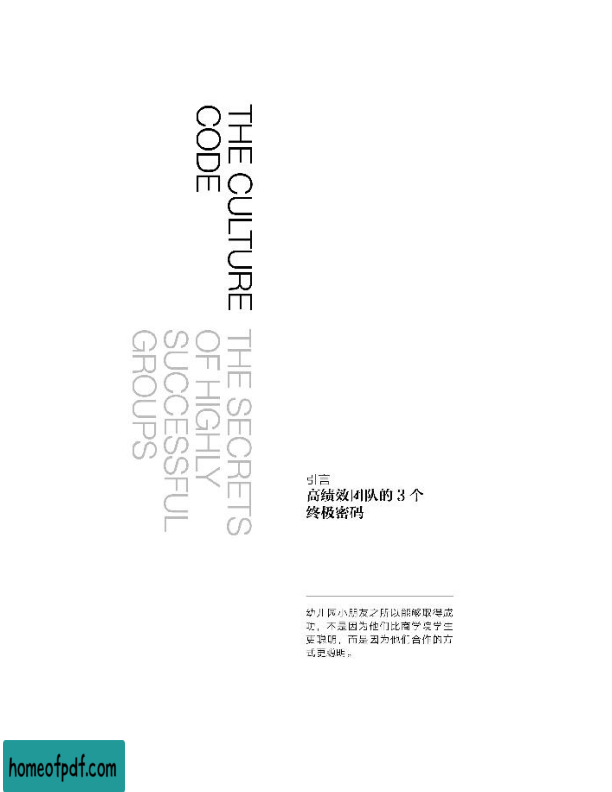 THE CULTURE
CODE
THE SECRETS
OF HIGHLY
SUCCESSFUL
GROUPS
引言
高绩效团队的 3 个
终极密码
幼儿园小朋友之所以能够取得成
功，不是因为他们比商学院学生
更聪明，而是因为他们合作的方
式更聪明。
homeofpdf.com